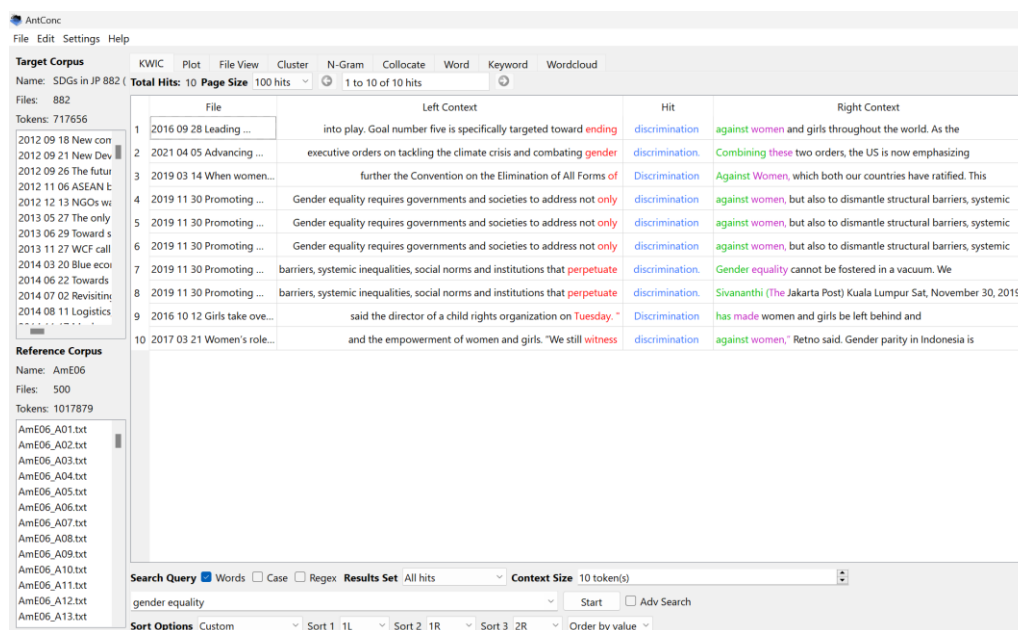 AntConc
File Edit Settings Help
Target Corpus
Name: SDGs in JP 882 (
Files: 882
Tokens: 717656
2012 09 18 New com
2012 09 21 New Dev
2012 09 26 The futur
2012 11 06 ASEAN b
2012 12 13 NGOs wa
2013 05 27 The only
2013 06 29 Toward s
2013 11 27 WCF call
2014 03 20 Blue econ
2014 06 22 Towards
2014 07 02 Revisiting
2014 08 11 Logistics
Reference Corpus
Name: AmE06
Files: 500
Tokens: 1017879
AmE06_A01.txt
AmE06_A02.txt
AmE06_A03.txt
AmE06_A04.txt
AmE06_A05.txt
AmE06_A06.txt
AmE06_A07.txt
AmE06_A08.txt
AmE06_A09.txt
AmE06_A10.txt
AmE06_A11.txt
AmE06_A12.txt
AmE06_A13.txt
KWIC Plot File View Cluster N-Gram Collocate Word Keyword Wordcloud
Total Hits: 10 Page Size 100 hits 1 to 10 of 10 hits
File Left Context Hit Right Context
1 2016 09 28 Leading ... into play. Goal number five is specifically targeted toward ending discrimination against women and girls throughout the world. As the
2 2021 04 05 Advancing ... executive orders on tackling the climate crisis and combating gender discrimination. Combining these two orders, the US is now emphasizing
3 2019 03 14 When women... further the Convention on the Elimination of All Forms of Discrimination Against Women, which both our countries have ratified. This
4 2019 11 30 Promoting ... Gender equality requires governments and societies to address not only discrimination against women, but also to dismantle structural barriers, systemic
5 2019 11 30 Promoting ... Gender equality requires governments and societies to address not only discrimination against women, but also to dismantle structural barriers, systemic
6 2019 11 30 Promoting ... Gender equality requires governments and societies to address not only discrimination against women, but also to dismantle structural barriers, systemic
7 2019 11 30 Promoting ... barriers, systemic inequalities, social norms and institutions that perpetuate discrimination. Gender equality cannot be fostered in a vacuum. We
8 2019 11 30 Promoting ... barriers, systemic inequalities, social norms and institutions that perpetuate discrimination. Sivananthi (The Jakarta Post) Kuala Lumpur Sat, November 30, 2019
9 2016 10 12 Girls take ove... said the director of a child rights organization on Tuesday. " Discrimination has made women and girls be left behind and
10 2017 03 21 Women's role... and the empowerment of women and girls. "We still witness discrimination against women," Retno said. Gender parity in Indonesia is
Search Query Words Case Regex Results Set All hits Context Size 10 token(s)
gender equality Start Adv Search
Sort Options Custom Sort 1 1L Sort 2 1R Sort 3 2R Order by value